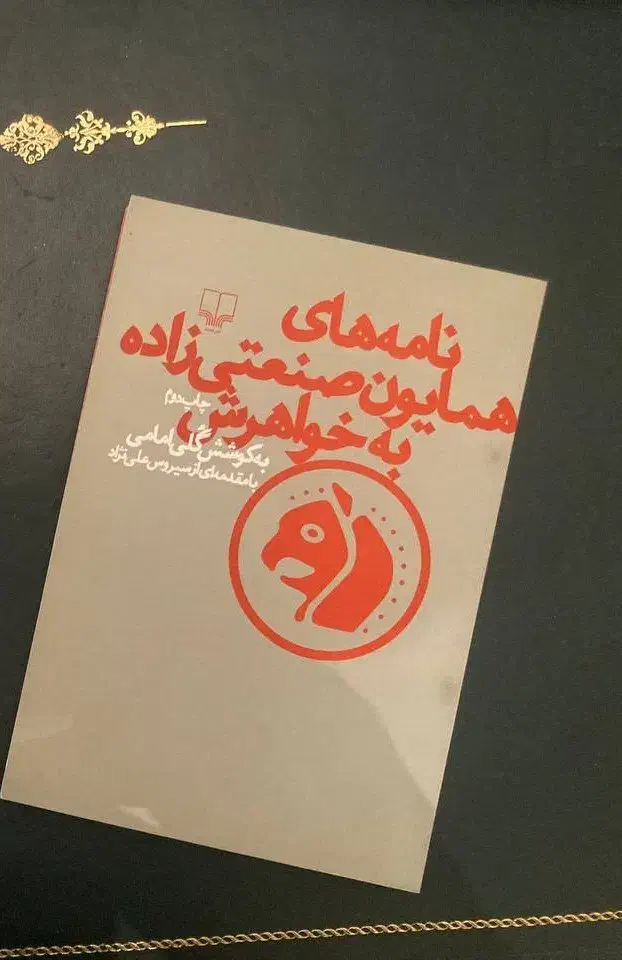 نامه‌های
همایون صنعتی‌زاده
به خواهرش
چاپ دوم
به کوشش گلی امامی
با مقدمه‌ای از سیروس علی‌نژاد